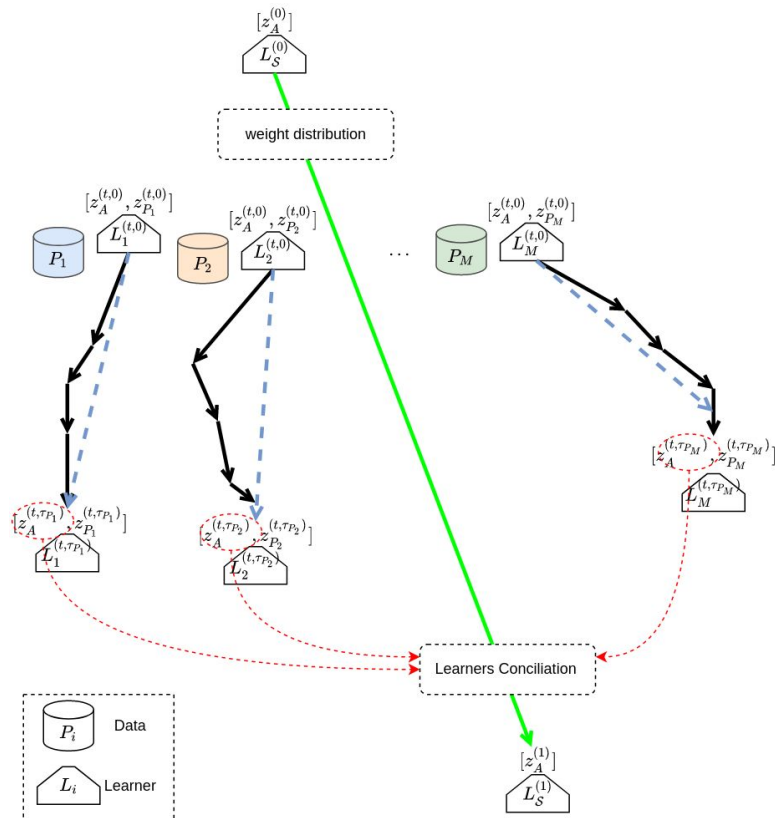 [z_A^{(0)}]
L_S^{(0)}
weight distribution
[z_A^{(t,0)}, z_{P_1}^{(t,0)}]
L_1^{(t,0)}
P_1
[z_A^{(t,0)}, z_{P_2}^{(t,0)}]
L_2^{(t,0)}
P_2
...
[z_A^{(t,0)}, z_{P_M}^{(t,0)}]
L_M^{(t,0)}
P_M
[z_A^{(t,τ_{P_1})}, z_{P_1}^{(t,τ_{P_1})}]
L_1^{(t,τ_{P_1})}
[z_A^{(t,τ_{P_2})}, z_{P_2}^{(t,τ_{P_2})}]
L_2^{(t,τ_{P_2})}
[z_A^{(t,τ_{P_M})}, z_{P_M}^{(t,τ_{P_M})}]
L_M^{(t,τ_{P_M})}
Learners Conciliation
P_i Data
L_i Learner
[z_A^{(1)}]
L_S^{(1)}